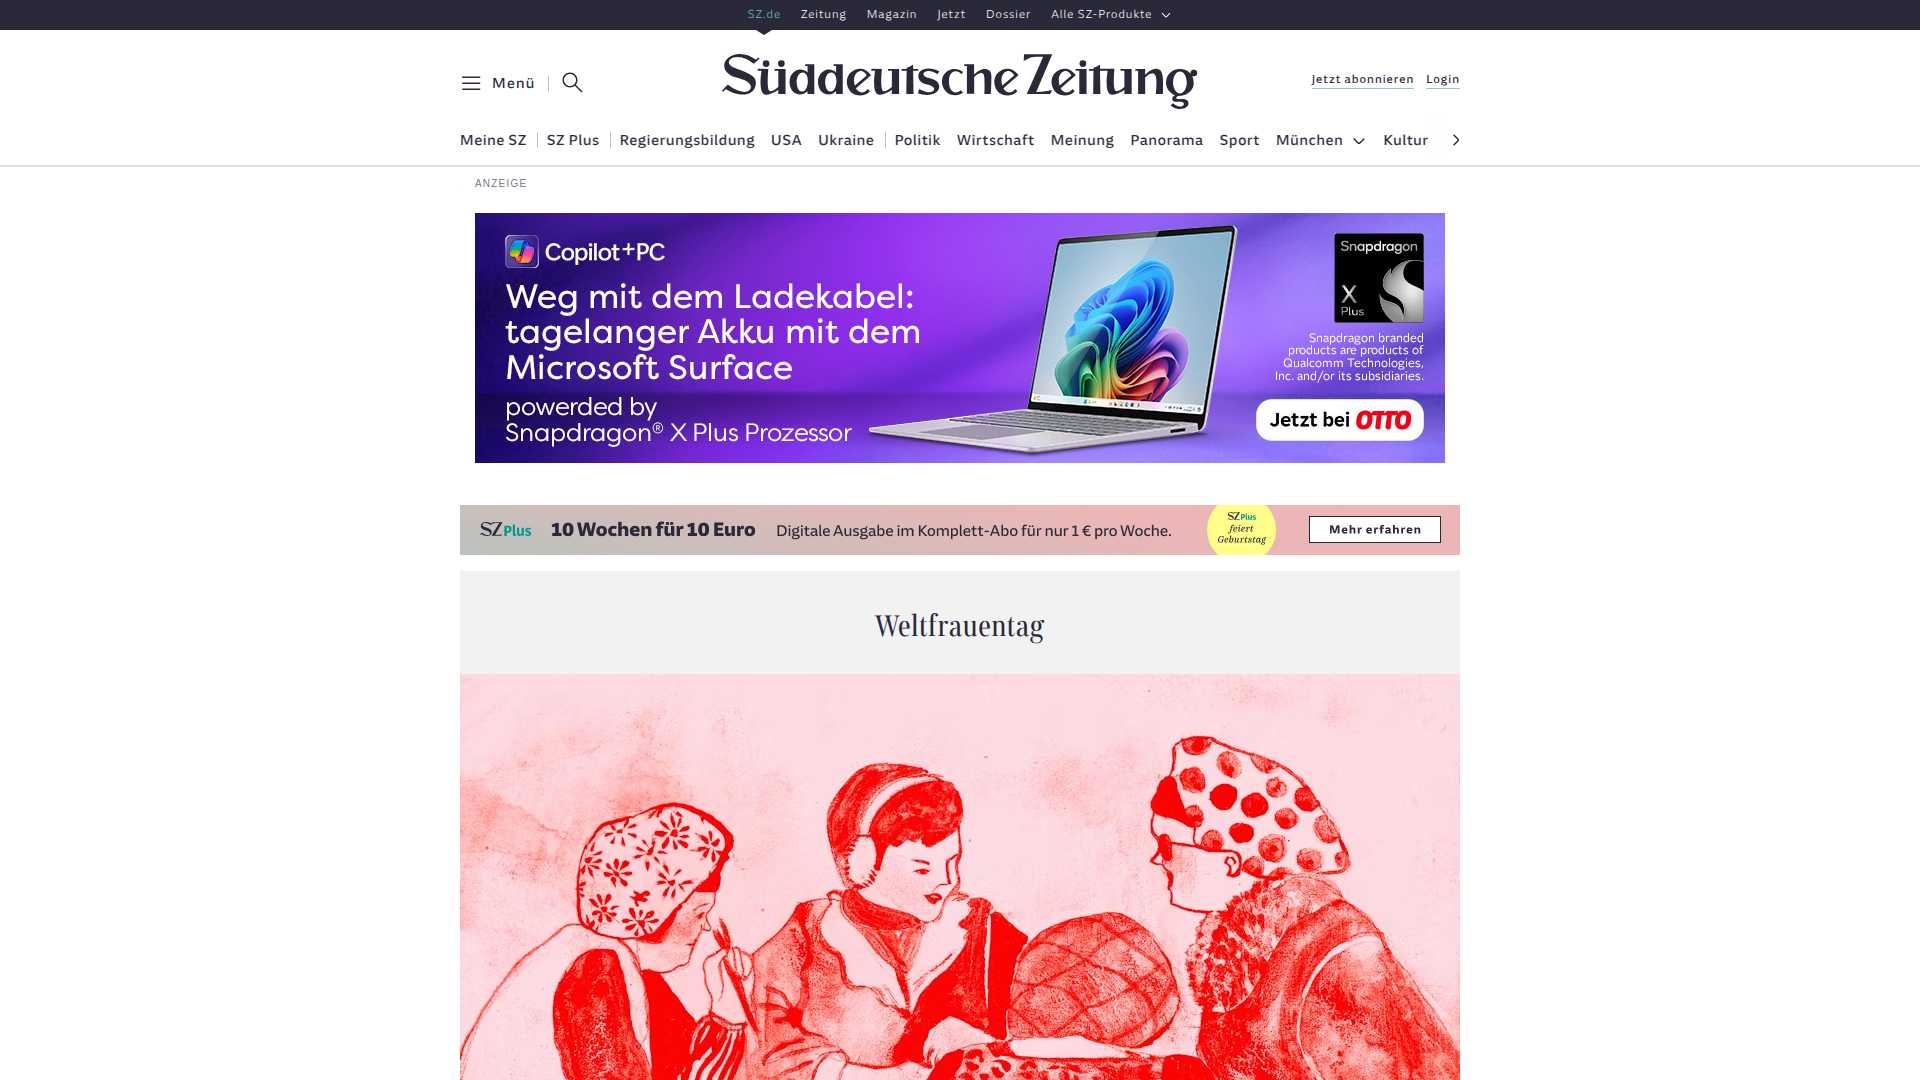 SZ.de Zeitung Magazin Jetzt Dossier Alle SZ-Produkte
Menü
Süddeutsche Zeitung
Jetzt abonnieren Login
Meine SZ SZ Plus Regierungsbildung USA Ukraine Politik Wirtschaft Meinung Panorama Sport München Kultur
ANZEIGE
Copilot+PC
Weg mit dem Ladekabel:
tagelanger Akku mit dem
Microsoft Surface
powered by
Snapdragon® X Plus Prozessor
Snapdragon
X
Plus
Snapdragon branded
products are products of
Qualcomm Technologies,
Inc. and/or its subsidiaries.
Jetzt bei OTTO
SZ Plus 10 Wochen für 10 Euro Digitale Ausgabe im Komplett-Abo für nur 1 € pro Woche.
SZ Plus
feiert
Geburtstag
Mehr erfahren
Weltfrauentag